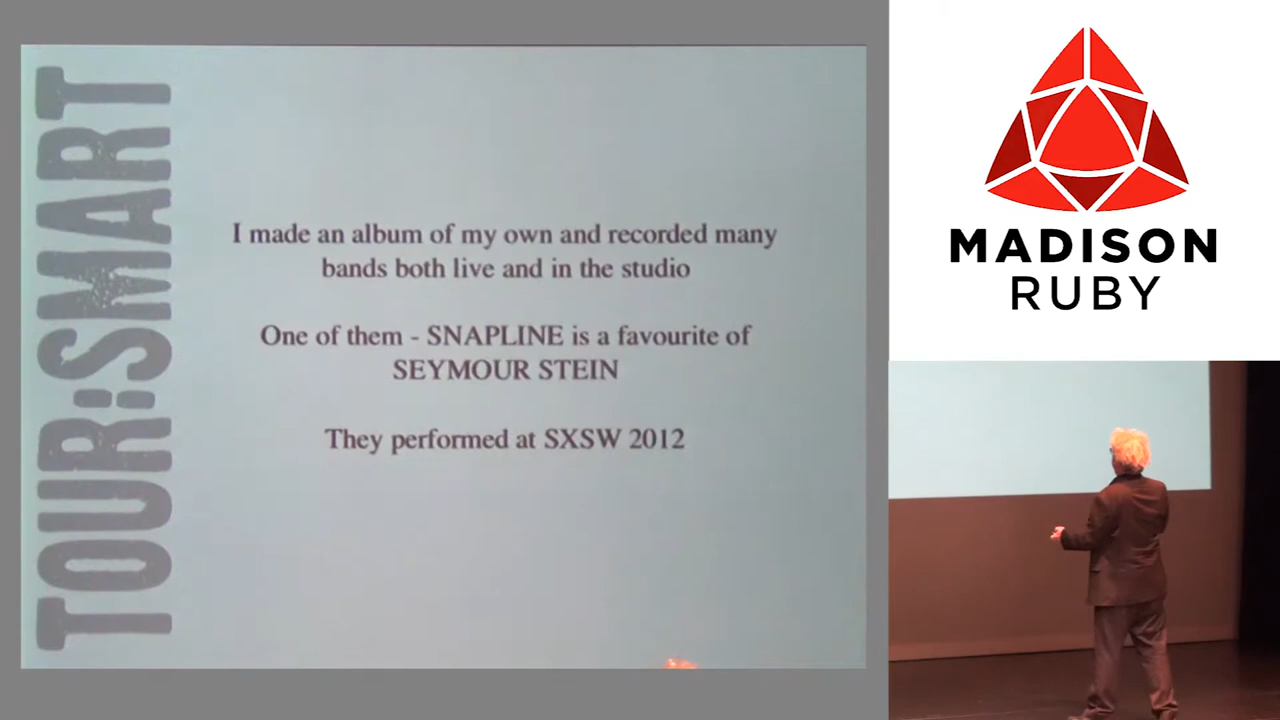 TOUR:SMART
I made an album of my own and recorded many
bands both live and in the studio
One of them - SNAPLINE is a favourite of
SEYMOUR STEIN
They performed at SXSW 2012
MADISON
RUBY